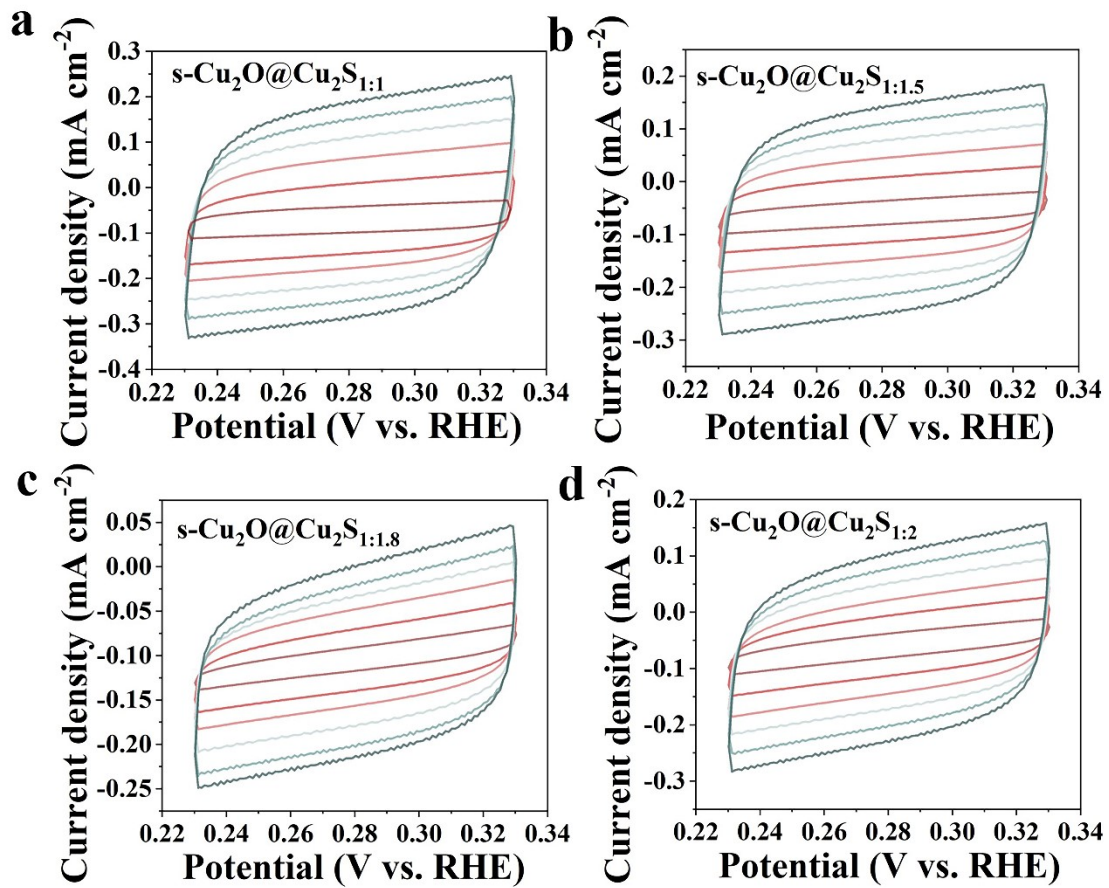 a
s-Cu₂O@Cu₂S₁:₁
Current density (mA cm⁻²)
0.3
0.2
0.1
0.0
-0.1
-0.2
-0.3
-0.4
0.22 0.24 0.26 0.28 0.30 0.32 0.34
Potential (V vs. RHE)
b
s-Cu₂O@Cu₂S₁:₁.₅
Current density (mA cm⁻²)
0.2
0.1
0.0
-0.1
-0.2
-0.3
0.22 0.24 0.26 0.28 0.30 0.32 0.34
Potential (V vs. RHE)
c
s-Cu₂O@Cu₂S₁:₁.₈
Current density (mA cm⁻²)
0.05
0.00
-0.05
-0.10
-0.15
-0.20
-0.25
0.22 0.24 0.26 0.28 0.30 0.32 0.34
Potential (V vs. RHE)
d
s-Cu₂O@Cu₂S₁:₂
Current density (mA cm⁻²)
0.2
0.1
0.0
-0.1
-0.2
-0.3
0.22 0.24 0.26 0.28 0.30 0.32 0.34
Potential (V vs. RHE)